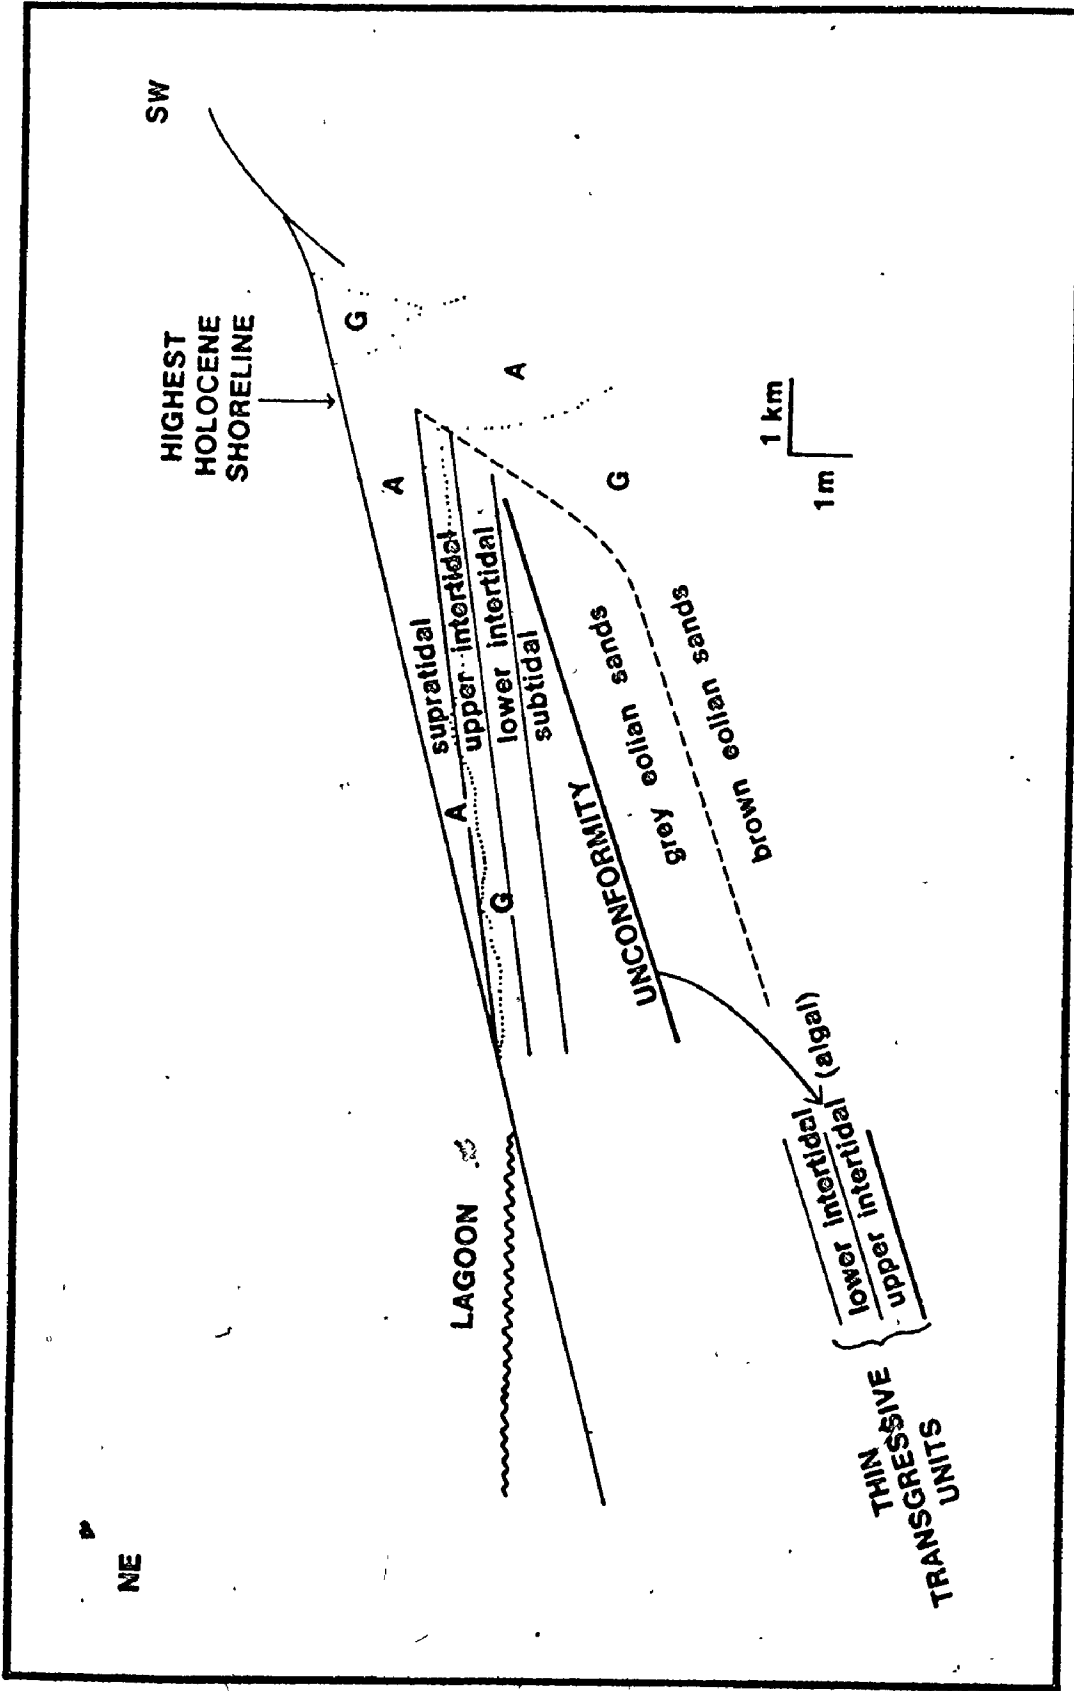 NE
SW
HIGHEST
HOLOCENE
SHORELINE
LAGOON
G
A
A
G
supratidal
upper intertidal
lower intertidal
subtidal
A
G
UNCONFORMITY
grey eolian sands
brown eolian sands
1 km
1m
lower intertidal
upper intertidal (algal)
THIN
TRANSGRESSIVE
UNITS